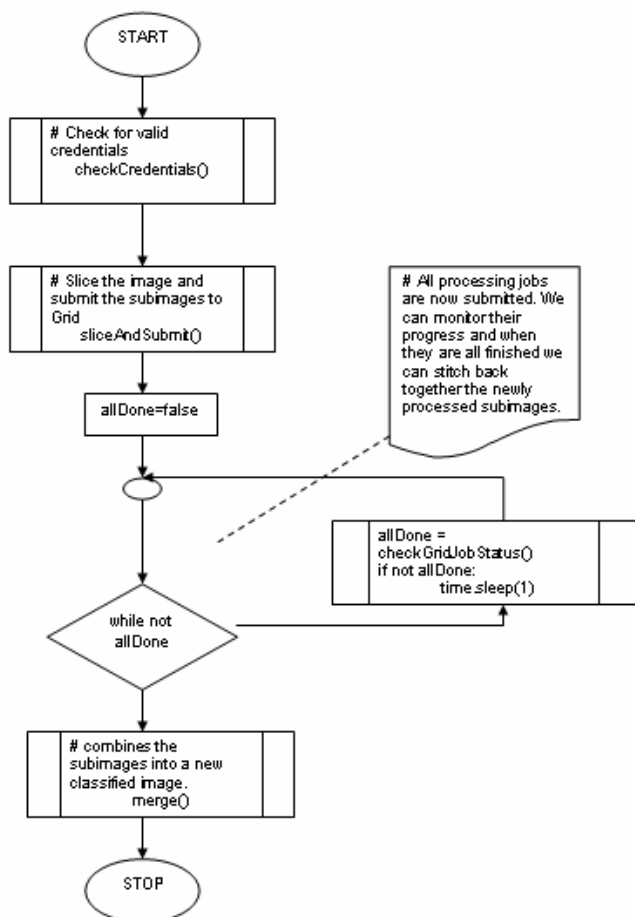 START
# Check for valid
credentials
checkCredentials()
# Slice the image and
submit the subimages to
Grid
sliceAndSubmit()
allDone=false
# All processing jobs
are now submitted. We
can monitor their
progress and when
they are all finished we
can stitch back
together the newly
processed subimages.
allDone =
checkGridJobStatus()
if not allDone:
time.sleep(1)
while not
allDone
# combines the
subimages into a new
classified image.
merge()
STOP